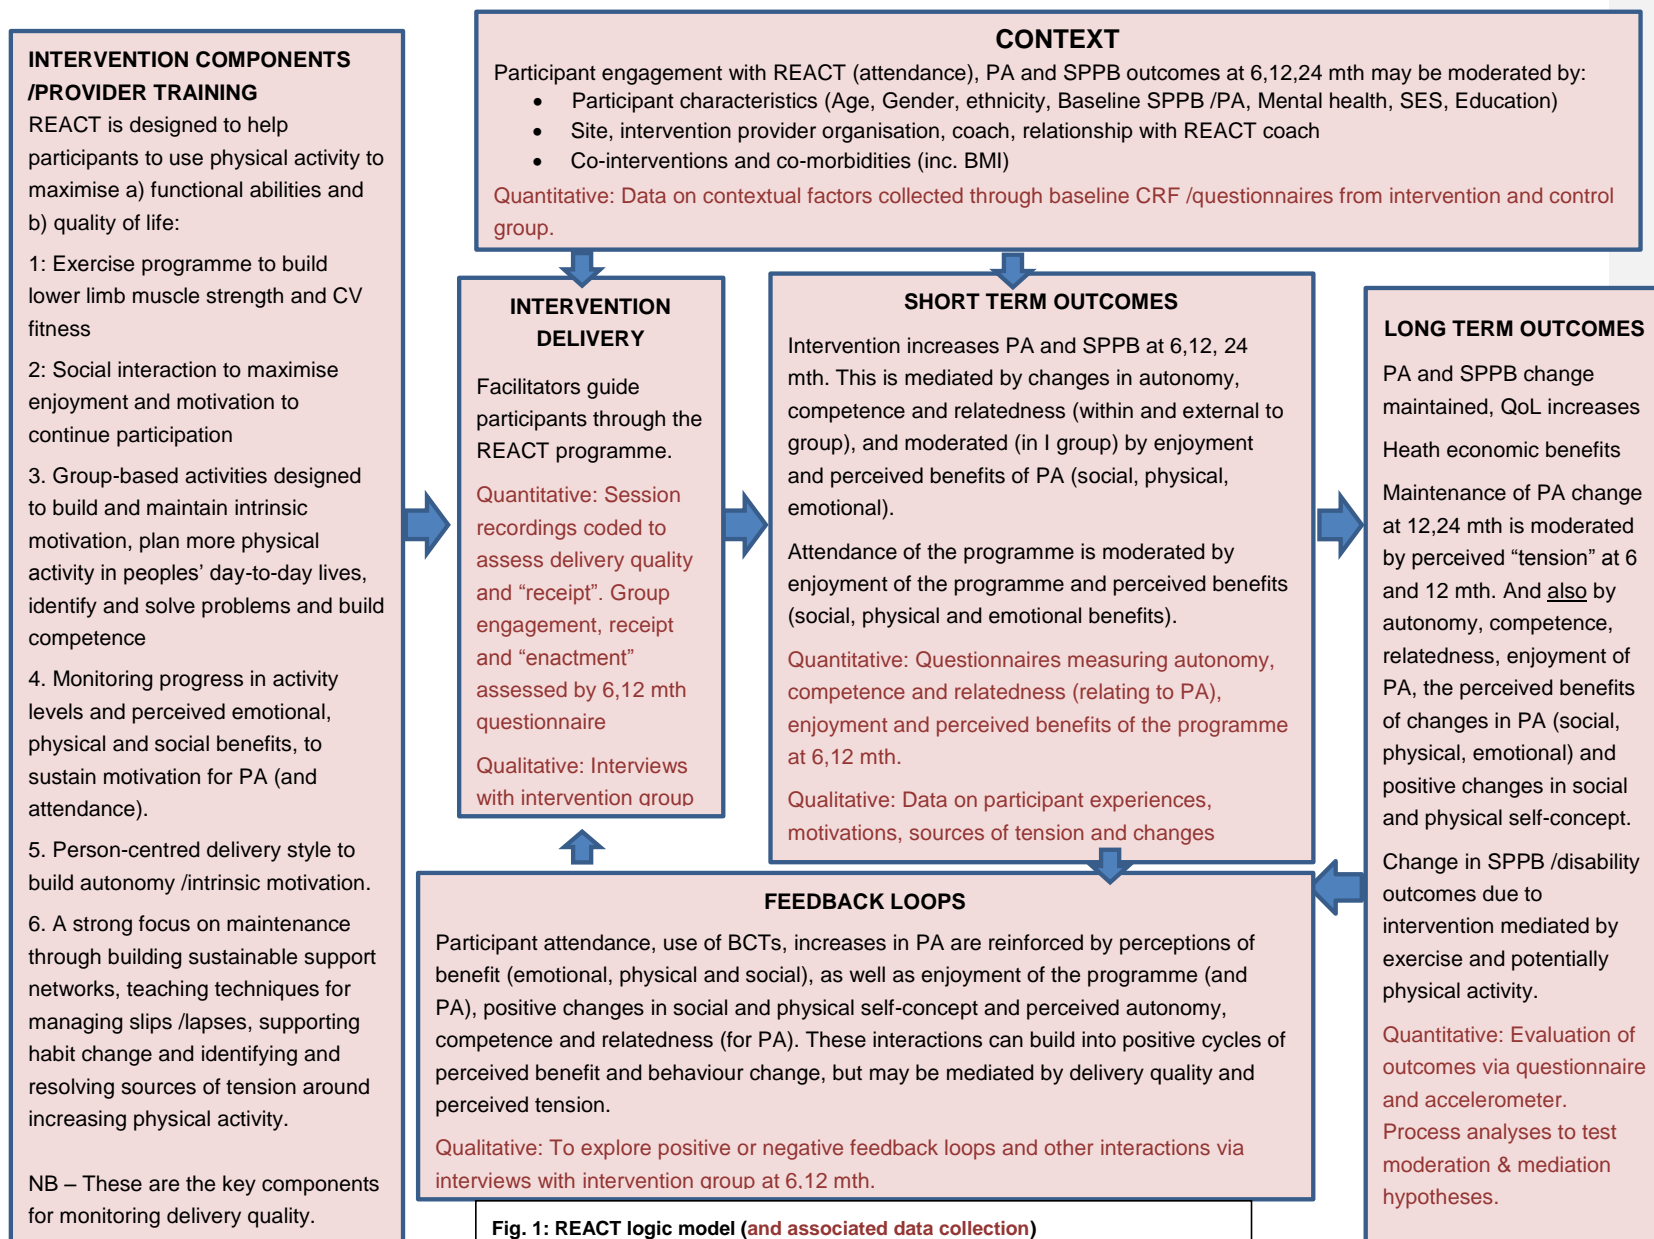 INTERVENTION COMPONENTS
/PROVIDER TRAINING
REACT is designed to help
participants to use physical activity to
maximise a) functional abilities and
b) quality of life:
1: Exercise programme to build
lower limb muscle strength and CV
fitness
2: Social interaction to maximise
enjoyment and motivation to
continue participation
3. Group-based activities designed
to build and maintain intrinsic
motivation, plan more physical
activity in peoples’ day-to-day lives,
identify and solve problems and build
competence
4. Monitoring progress in activity
levels and perceived emotional,
physical and social benefits, to
sustain motivation for PA (and
attendance).
5. Person-centred delivery style to
build autonomy /intrinsic motivation.
6. A strong focus on maintenance
through building sustainable support
networks, teaching techniques for
managing slips /lapses, supporting
habit change and identifying and
resolving sources of tension around
increasing physical activity.
NB – These are the key components
for monitoring delivery quality.
CONTEXT
Participant engagement with REACT (attendance), PA and SPPB outcomes at 6,12,24 mth may be moderated by:
• Participant characteristics (Age, Gender, ethnicity, Baseline SPPB /PA, Mental health, SES, Education)
• Site, intervention provider organisation, coach, relationship with REACT coach
• Co-interventions and co-morbidities (inc. BMI)
Quantitative: Data on contextual factors collected through baseline CRF /questionnaires from intervention and control
group.
INTERVENTION
DELIVERY
Facilitators guide
participants through the
REACT programme.
Quantitative: Session
recordings coded to
assess delivery quality
and “receipt”. Group
engagement, receipt
and “enactment”
assessed by 6,12 mth
questionnaire
Qualitative: Interviews
with intervention group
SHORT TERM OUTCOMES
Intervention increases PA and SPPB at 6,12, 24
mth. This is mediated by changes in autonomy,
competence and relatedness (within and external to
group), and moderated (in I group) by enjoyment
and perceived benefits of PA (social, physical,
emotional).
Attendance of the programme is moderated by
enjoyment of the programme and perceived benefits
(social, physical and emotional benefits).
Quantitative: Questionnaires measuring autonomy,
competence and relatedness (relating to PA),
enjoyment and perceived benefits of the programme
at 6,12 mth.
Qualitative: Data on participant experiences,
motivations, sources of tension and changes
LONG TERM OUTCOMES
PA and SPPB change
maintained, QoL increases
Heath economic benefits
Maintenance of PA change
at 12,24 mth is moderated
by perceived “tension” at 6
and 12 mth. And also by
autonomy, competence,
relatedness, enjoyment of
PA, the perceived benefits
of changes in PA (social,
physical, emotional) and
positive changes in social
and physical self-concept.
Change in SPPB /disability
outcomes due to
intervention mediated by
exercise and potentially
physical activity.
Quantitative: Evaluation of
outcomes via questionnaire
and accelerometer.
Process analyses to test
moderation & mediation
hypotheses.
FEEDBACK LOOPS
Participant attendance, use of BCTs, increases in PA are reinforced by perceptions of
benefit (emotional, physical and social), as well as enjoyment of the programme (and
PA), positive changes in social and physical self-concept and perceived autonomy,
competence and relatedness (for PA). These interactions can build into positive cycles of
perceived benefit and behaviour change, but may be mediated by delivery quality and
perceived tension.
Qualitative: To explore positive or negative feedback loops and other interactions via
interviews with intervention group at 6,12 mth.
Fig. 1: REACT logic model (and associated data collection)